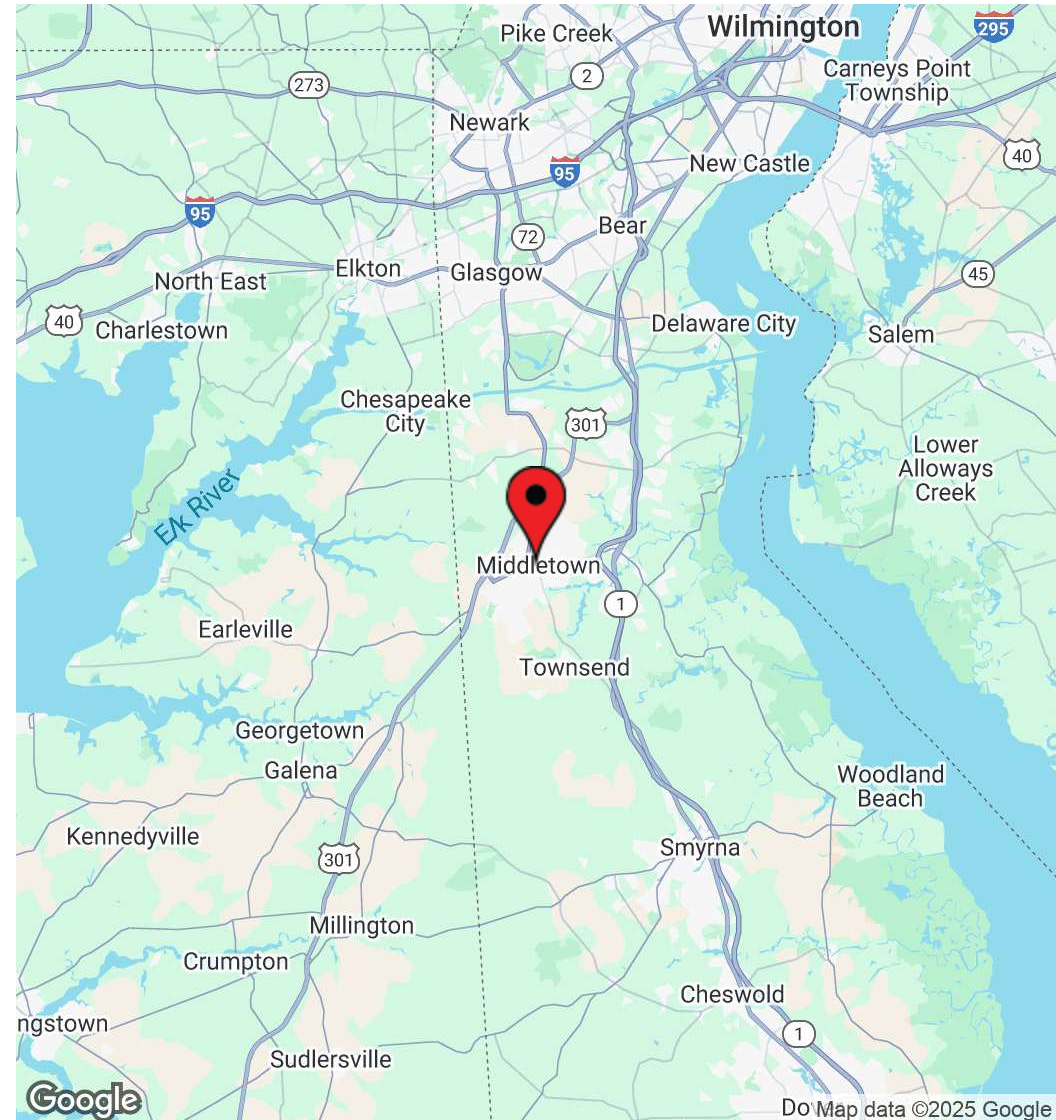 Wilmington
Pike Creek
295
Carneys Point
Township
2
273
Newark
40
New Castle
95
95
Bear
72
Elkton
Glasgow
North East
45
40
Charlestown
Delaware City
Salem
Chesapeake
City
301
Lower
Alloways
Creek
Elk River
Middletown
1
Earleville
Townsend
Georgetown
Galena
Woodland
Beach
Kennedyville
Smyrna
301
Millington
Crumpton
Cheswold
ngstown
1
Sudlersville
Google
Do
Map data ©2025 Google